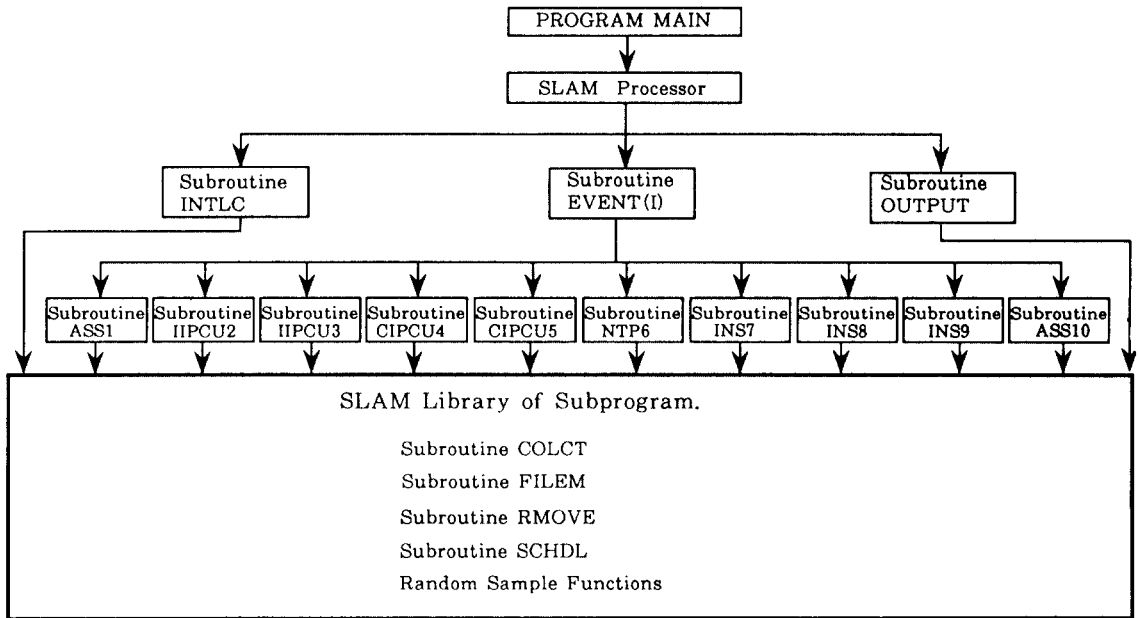 PROGRAM MAIN
SLAM Processor
Subroutine
INTLC
Subroutine
EVENT(I)
Subroutine
OUTPUT
Subroutine
ASS1
Subroutine
IIPCU2
Subroutine
IIPCU3
Subroutine
CIPCU4
Subroutine
CIPCU5
Subroutine
NTP6
Subroutine
INS7
Subroutine
INS8
Subroutine
INS9
Subroutine
ASS10
SLAM Library of Subprogram.
Subroutine COLCT
Subroutine FILEM
Subroutine RMOVE
Subroutine SCHDL
Random Sample Functions